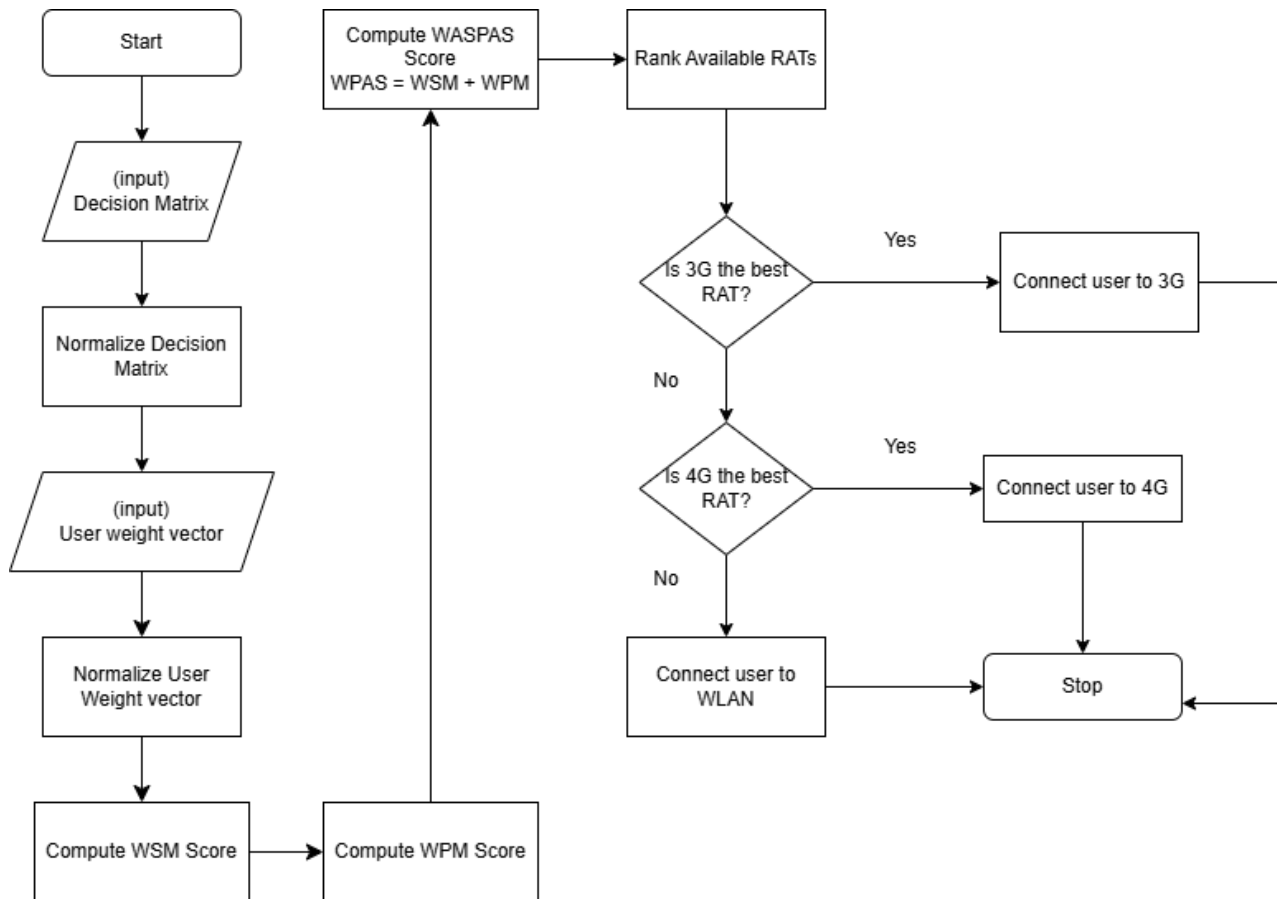 Start
(input)
Decision Matrix
Normalize Decision
Matrix
(input)
User weight vector
Normalize User
Weight vector
Compute WSM Score
Compute WPM Score
Compute WASPAS
Score
WPAS = WSM + WPM
Rank Available RATs
Is 3G the best
RAT?
Yes
Connect user to 3G
No
Is 4G the best
RAT?
Yes
Connect user to 4G
No
Connect user to
WLAN
Stop